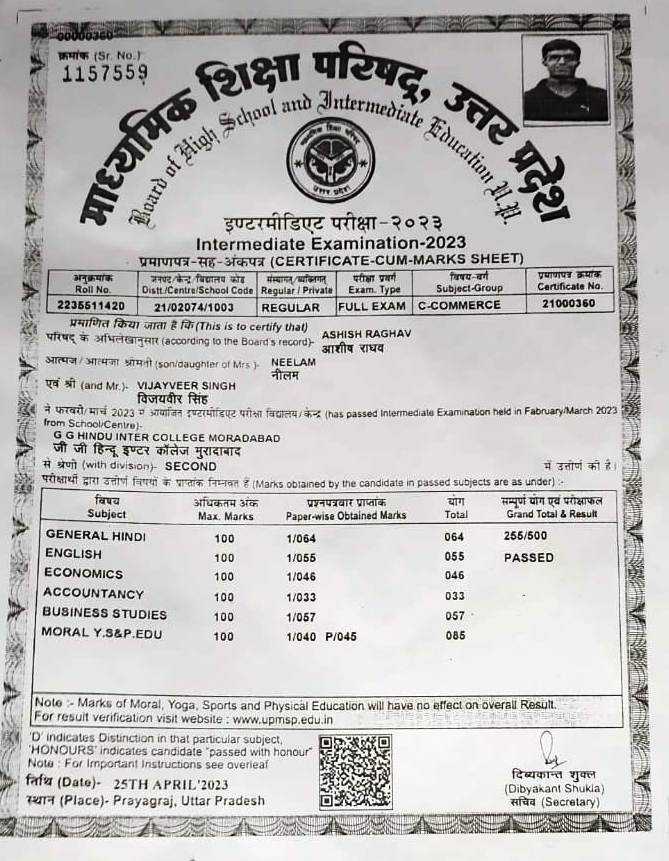 00000360
क्रमांक (Sr. No.)
1157559
माध्यमिक शिक्षा परिषद्, उत्तर प्रदेश
Board of High School and Intermediate Education U.P.
माध्यमिक शिक्षा परिषद
उत्तर प्रदेश
इण्टरमीडिएट परीक्षा-२०२३
Intermediate Examination-2023
प्रमाणपत्र-सह-अंकपत्र (CERTIFICATE-CUM-MARKS SHEET)
अनुक्रमांक जनपद/केन्द्र/विद्यालय कोड संस्थागत/व्यक्तिगत परीक्षा प्रवर्ग विषय-वर्ग प्रमाणपत्र क्रमांक
Roll No. Distt./Centre/School Code Regular / Private Exam. Type Subject-Group Certificate No.
2235511420 21/02074/1003 REGULAR FULL EXAM C-COMMERCE 21000360
प्रमाणित किया जाता है कि (This is to certify that)
परिषद् के अभिलेखानुसार (according to the Board's record)- ASHISH RAGHAV
आशीष राघव
आत्मज/आत्मजा श्रीमती (son/daughter of Mrs.)- NEELAM
नीलम
एवं श्री (and Mr.)- VIJAYVEER SINGH
विजयवीर सिंह
ने फरवरी/मार्च 2023 में आयोजित इण्टरमीडिएट परीक्षा विद्यालय/केन्द्र (has passed Intermediate Examination held in Fabruary/March 2023
from School/Centre)-
G G HINDU INTER COLLEGE MORADABAD
जी जी हिन्दू इण्टर कॉलेज मुरादाबाद
से श्रेणी (with division)- SECOND में उत्तीर्ण की है।
परीक्षार्थी द्वारा उत्तीर्ण विषयों के प्राप्तांक निम्नवत हैं (Marks obtained by the candidate in passed subjects are as under) :-
विषय अधिकतम अंक प्रश्नपत्रवार प्राप्तांक योग सम्पूर्ण योग एवं परीक्षाफल
Subject Max. Marks Paper-wise Obtained Marks Total Grand Total & Result
GENERAL HINDI 100 1/064 064 255/500
ENGLISH 100 1/055 055 PASSED
ECONOMICS 100 1/046 046
ACCOUNTANCY 100 1/033 033
BUSINESS STUDIES 100 1/057 057
MORAL Y.S&P.EDU 100 1/040 P/045 085
Note :- Marks of Moral, Yoga, Sports and Physical Education will have no effect on overall Result.
For result verification visit website : www.upmsp.edu.in
'D' indicates Distinction in that particular subject,
'HONOURS' indicates candidate "passed with honour"
Note : For Important Instructions see overleaf
तिथि (Date)- 25TH APRIL'2023
स्थान (Place)- Prayagraj, Uttar Pradesh
दिब्यकान्त शुक्ल
(Dibyakant Shukla)
सचिव (Secretary)